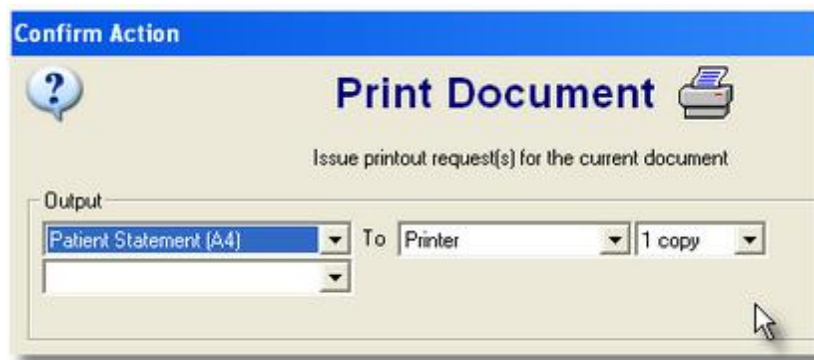 Confirm Action
Print Document
Issue printout request(s) for the current document
Output
Patient Statement (A4) To Printer 1 copy